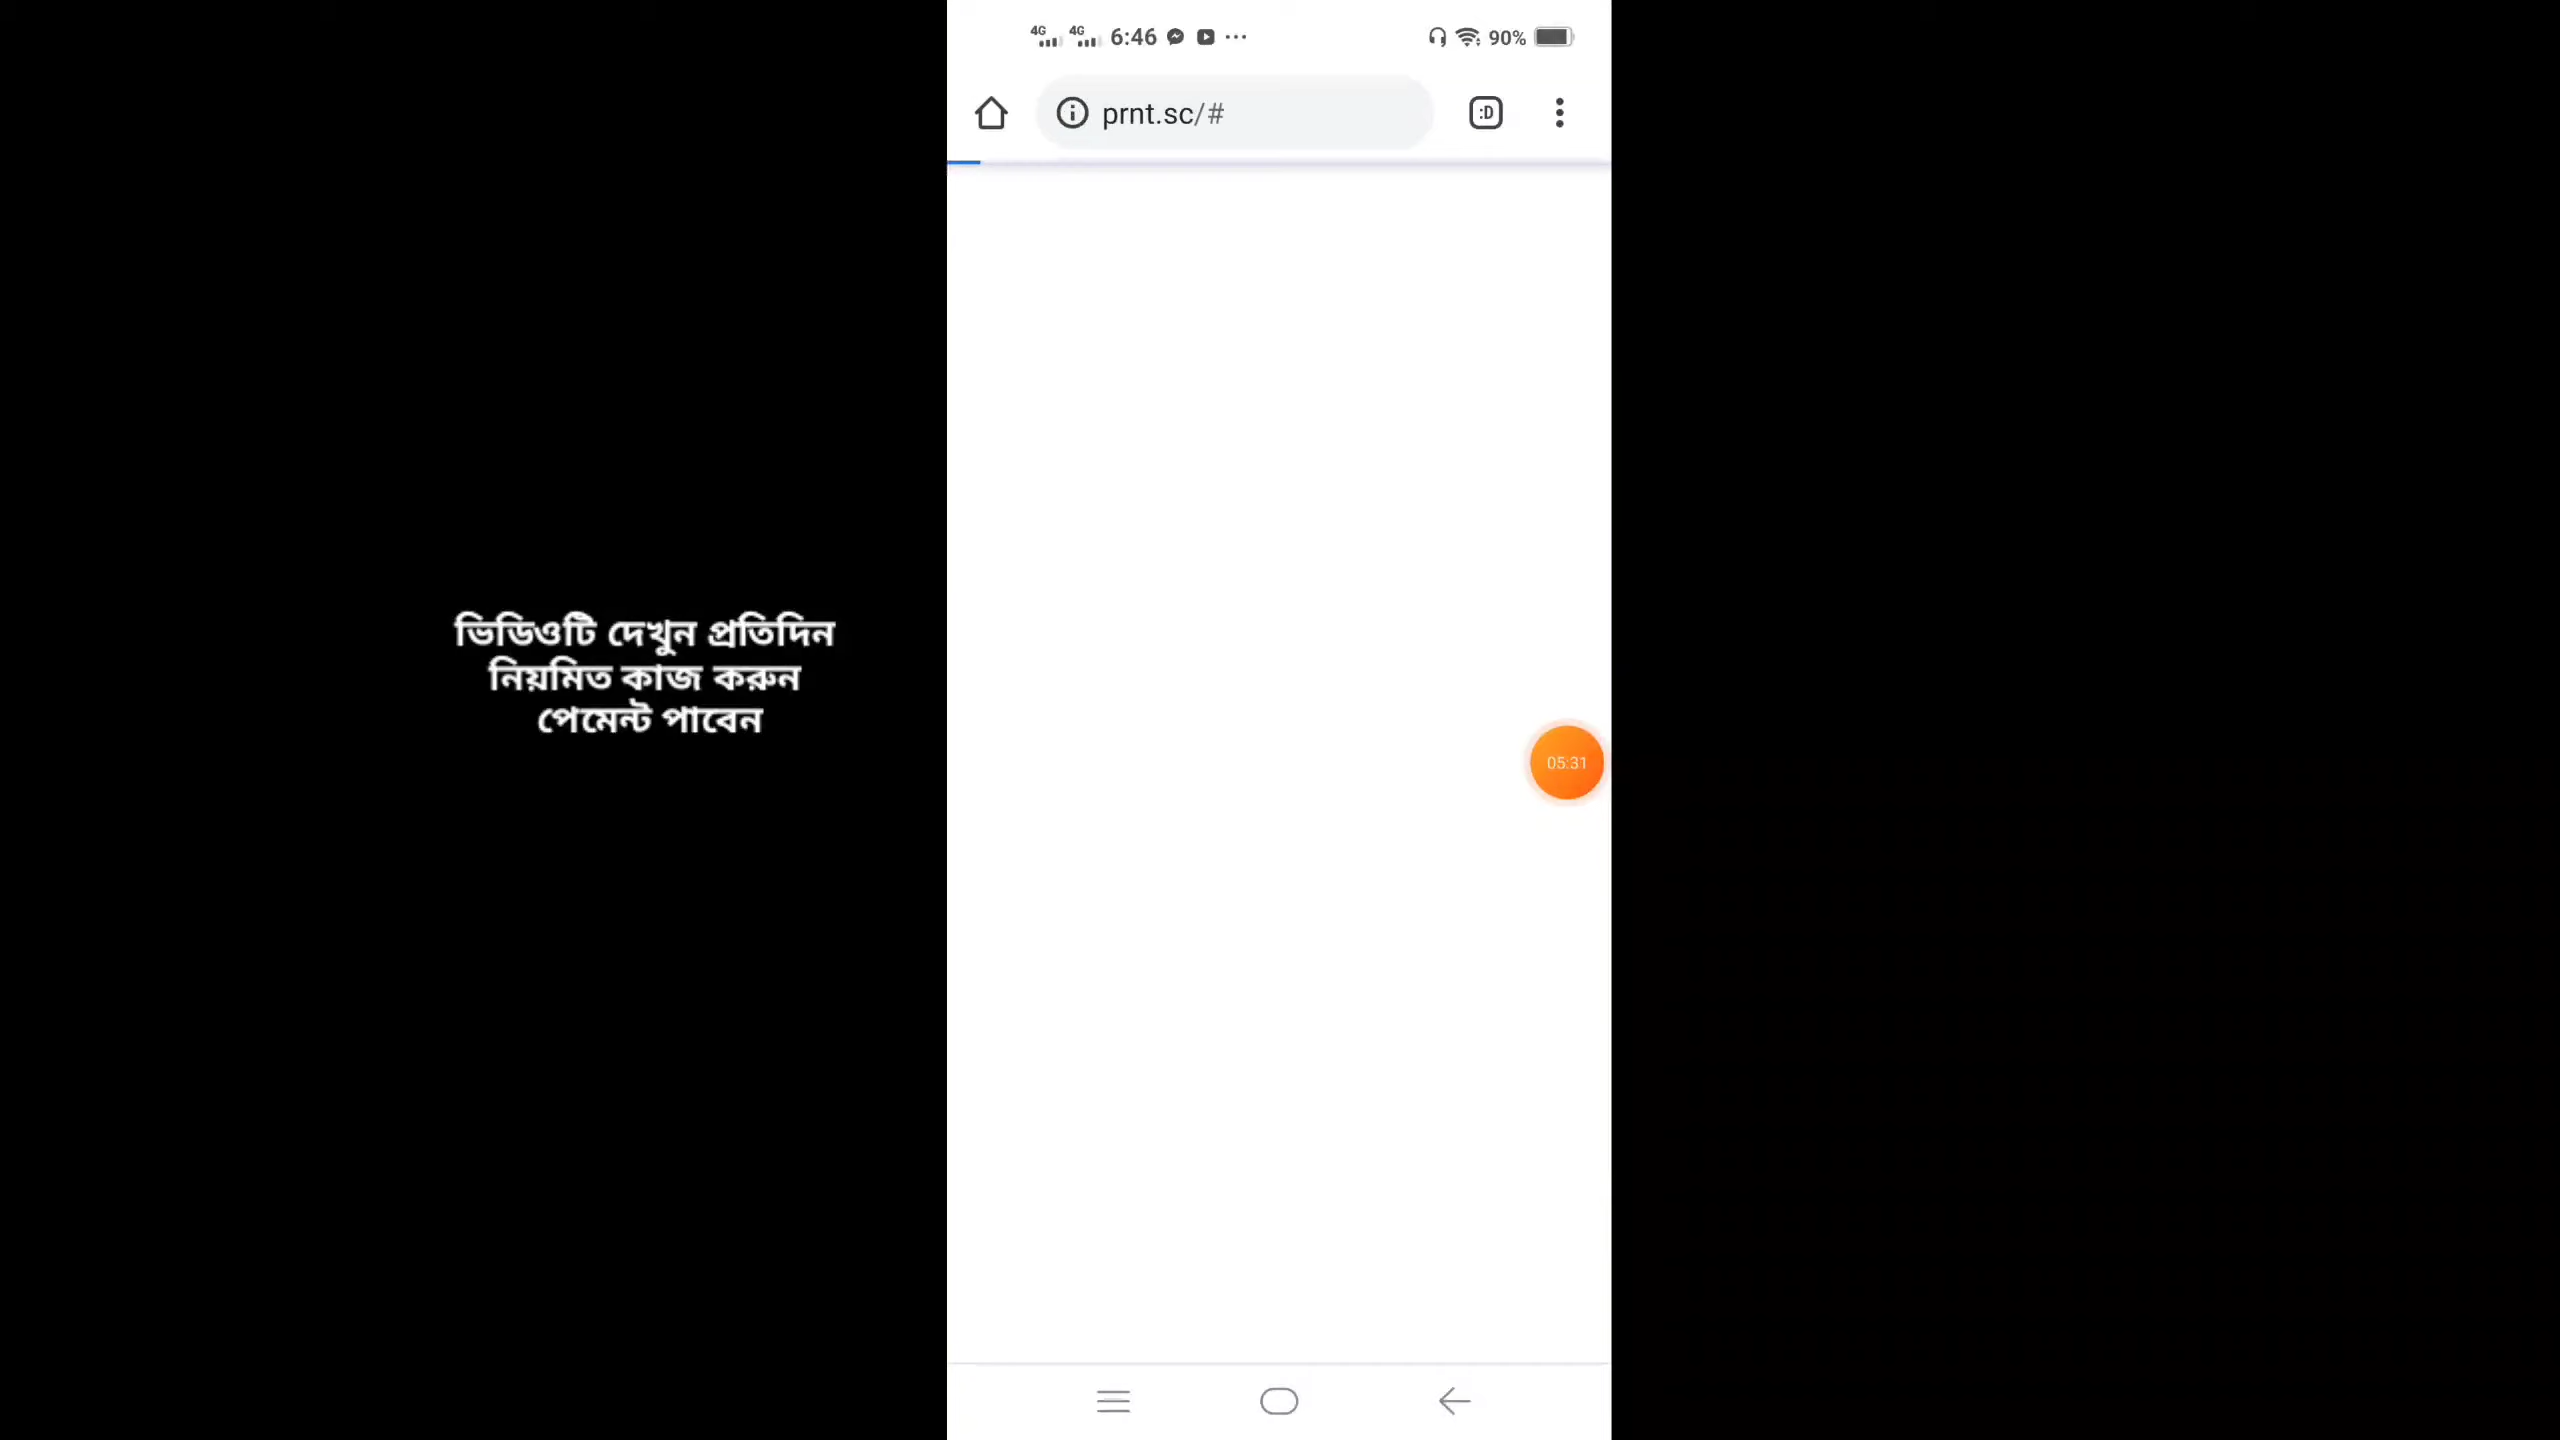 4G 4G 6:46 90%
prnt.sc/#
:D
ভিডিওটি দেখুন প্রতিদিন
নিয়মিত কাজ করুন
পেমেন্ট পাবেন
05:31